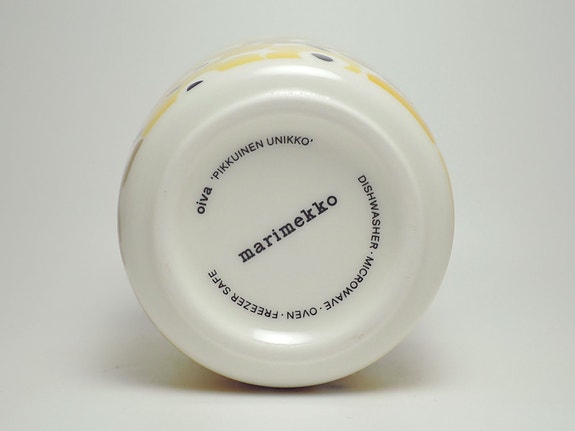 oiva 'PIKKUINEN UNIKKO'
marimekko
DISHWASHER · MICROWAVE · OVEN · FREEZER SAFE